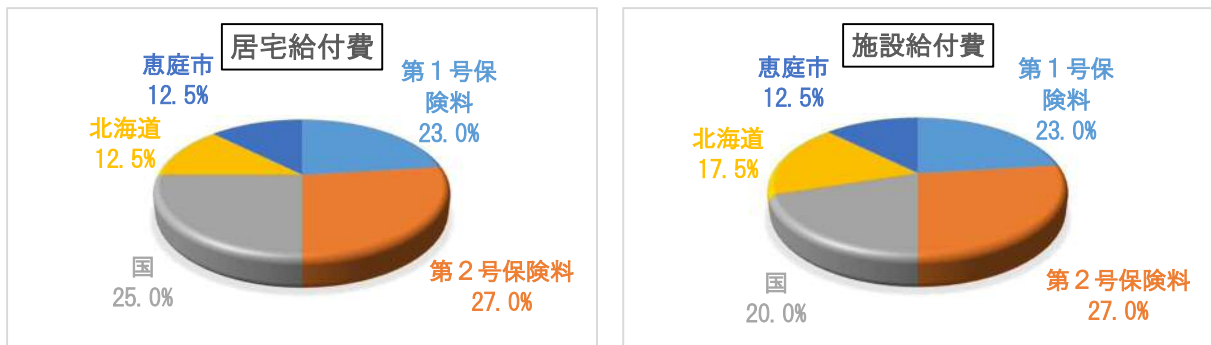 居宅給付費
恵庭市
12.5%
第１号保
険料
23.0%
北海道
12.5%
国
25.0%
第２号保険料
27.0%
施設給付費
恵庭市
12.5%
第１号保
険料
23.0%
北海道
17.5%
国
20.0%
第２号保険料
27.0%